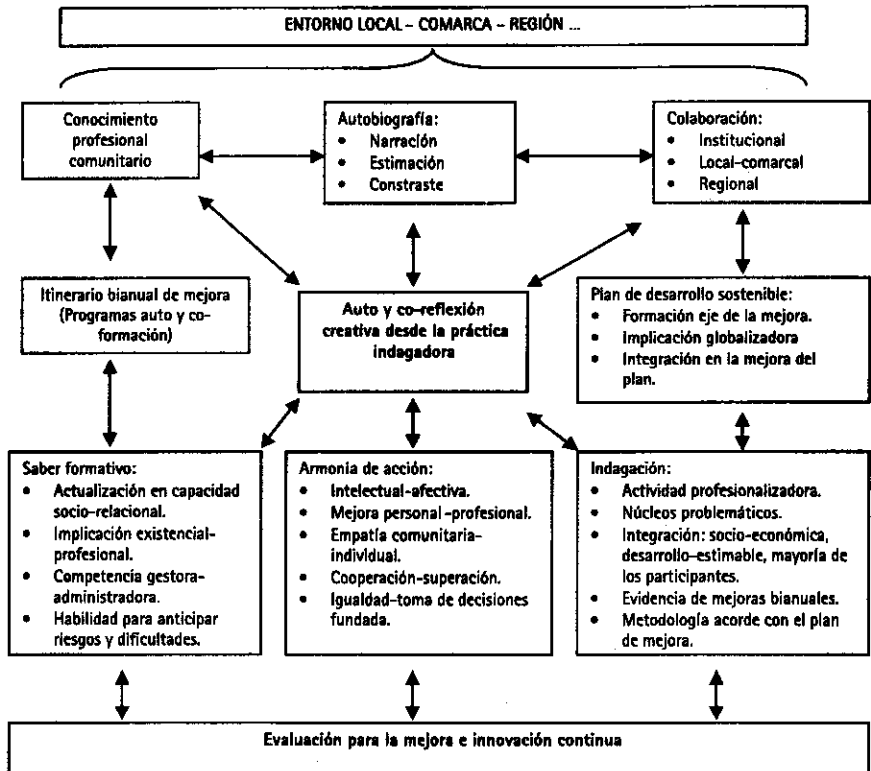 ENTORNO LOCAL – COMARCA – REGIÓN ...
Conocimiento
profesional
comunitario
Autobiografía:
• Narración
• Estimación
• Constraste
Colaboración:
• Institucional
• Local-comarcal
• Regional
Itinerario bianual de mejora
(Programas auto y co-
formación)
Auto y co-reflexión
creativa desde la práctica
indagadora
Plan de desarrollo sostenible:
• Formación eje de la mejora.
• Implicación globalizadora
• Integración en la mejora del
plan.
Saber formativo:
• Actualización en capacidad
socio-relacional.
• Implicación existencial-
profesional.
• Competencia gestora-
administradora.
• Habilidad para anticipar
riesgos y dificultades.
Armonía de acción:
• Intelectual-afectiva.
• Mejora personal-profesional.
• Empatía comunitaria-
individual.
• Cooperación-superación.
• Igualdad-toma de decisiones
fundada.
Indagación:
• Actividad profesionalizadora.
• Núcleos problemáticos.
• Integración: socio-económica,
desarrollo-estimable, mayoría de
los participantes.
• Evidencia de mejoras bianuales.
• Metodología acorde con el plan
de mejora.
Evaluación para la mejora e innovación continua